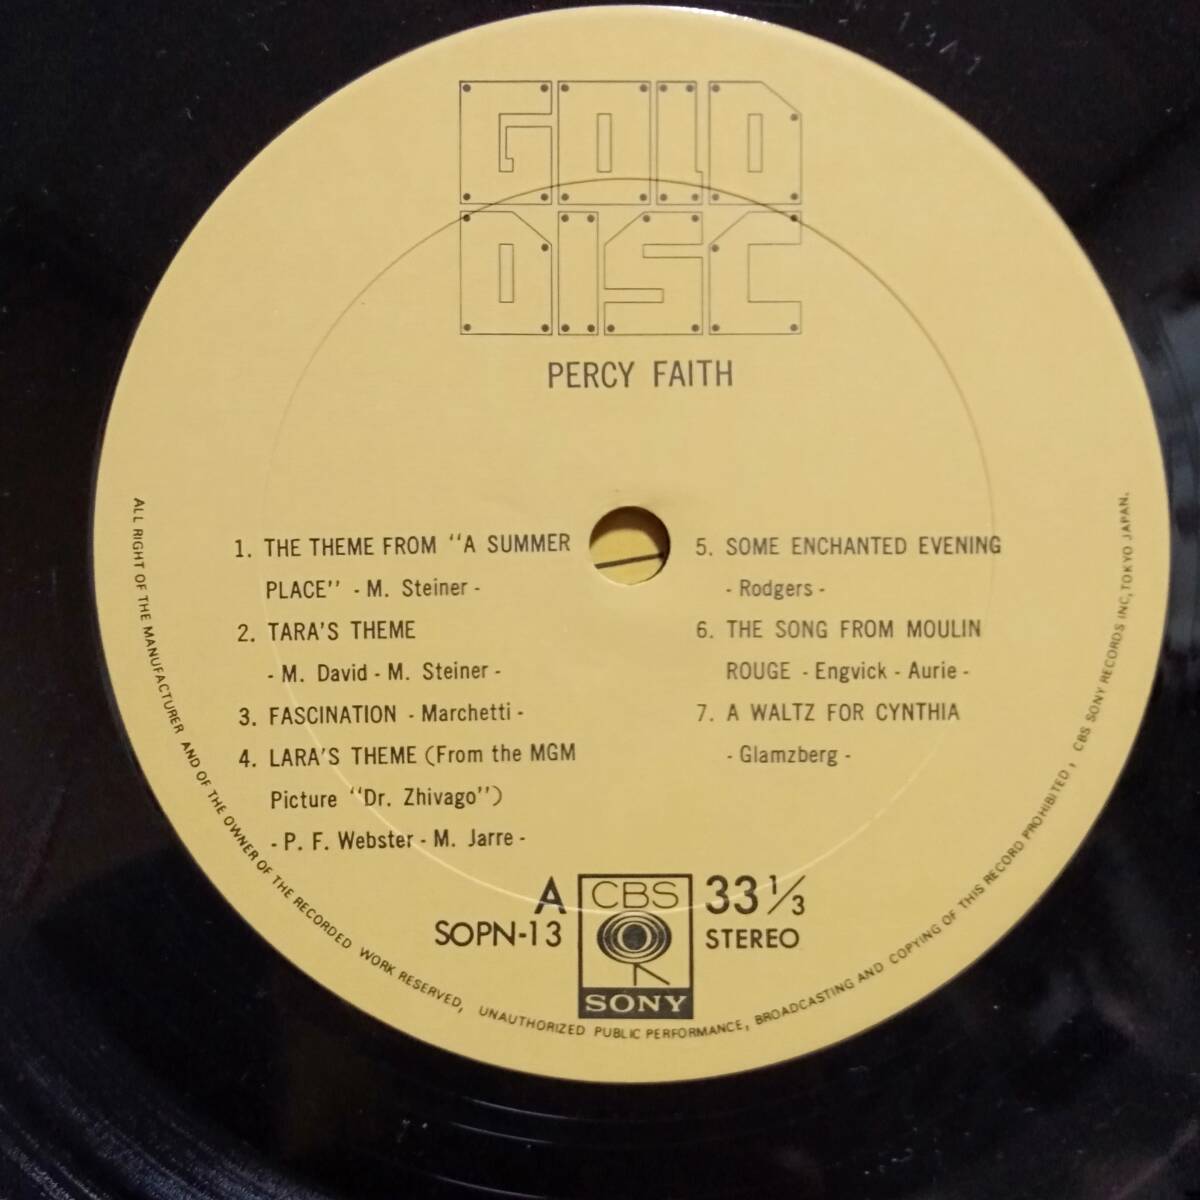 GOLD
DISC
PERCY FAITH
1. THE THEME FROM "A SUMMER
PLACE" - M. Steiner -
2. TARA'S THEME
- M. David - M. Steiner -
3. FASCINATION - Marchetti -
4. LARA'S THEME (From the MGM
Picture "Dr. Zhivago")
- P. F. Webster - M. Jarre -
5. SOME ENCHANTED EVENING
- Rodgers -
6. THE SONG FROM MOULIN
ROUGE - Engvick - Aurie -
7. A WALTZ FOR CYNTHIA
- Glamzberg -
A
SOPN-13
CBS
SONY
33 1/3
STEREO
ALL RIGHT OF THE MANUFACTURER AND OF THE OWNER OF THE RECORDED WORK RESERVED, UNAUTHORIZED PUBLIC PERFORMANCE, BROADCASTING AND COPYING OF THIS RECORD PROHIBITED, CBS SONY RECORDS INC, TOKYO JAPAN.